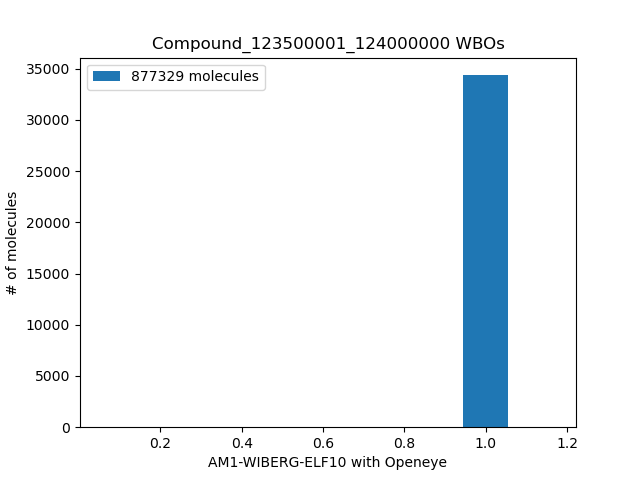 Compound_123500001_124000000 WBOs
877329 molecules
35000
30000
25000
20000
15000
10000
5000
0
# of molecules
0.2 0.4 0.6 0.8 1.0 1.2
AM1-WIBERG-ELF10 with Openeye